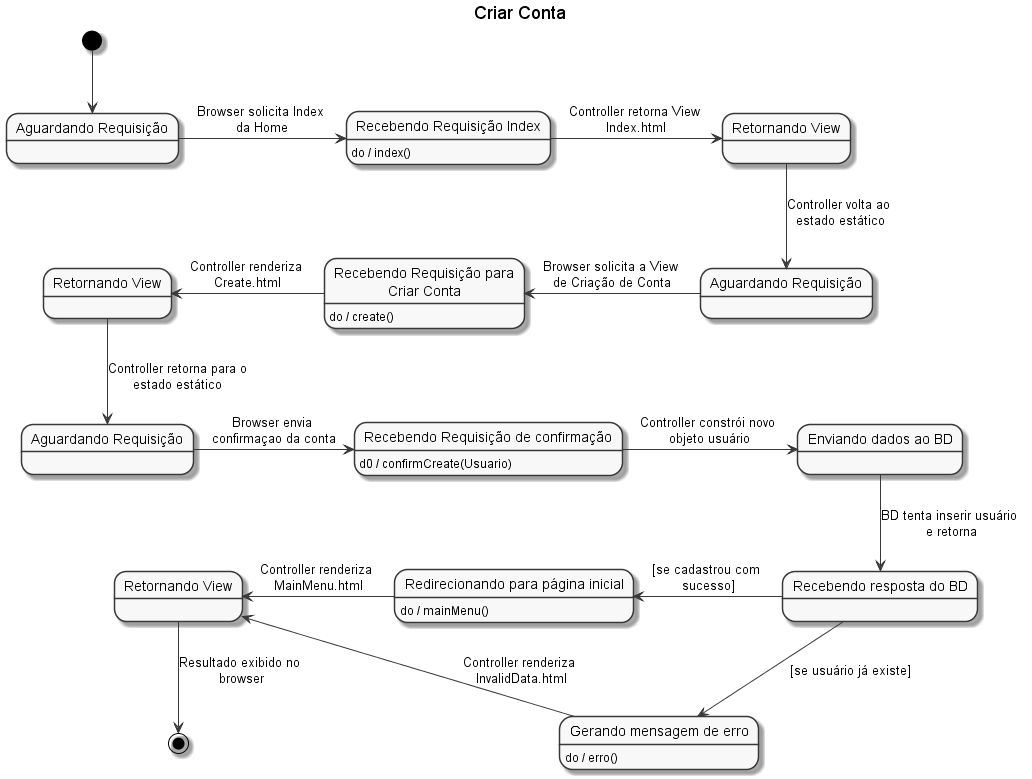 Criar Conta
Aguardando Requisição
Browser solicita Index
da Home
Recebendo Requisição Index
do / index()
Controller retorna View
Index.html
Retornando View
Controller volta ao
estado estático
Aguardando Requisição
Browser solicita a View
de Criação de Conta
Recebendo Requisição para
Criar Conta
do / create()
Controller renderiza
Create.html
Retornando View
Controller retorna para o
estado estático
Aguardando Requisição
Browser envia
confirmaçao da conta
Recebendo Requisição de confirmação
d0 / confirmCreate(Usuario)
Controller constrói novo
objeto usuário
Enviando dados ao BD
BD tenta inserir usuário
e retorna
Recebendo resposta do BD
[se cadastrou com
sucesso]
Redirecionando para página inicial
do / mainMenu()
Controller renderiza
MainMenu.html
Retornando View
[se usuário já existe]
Gerando mensagem de erro
do / erro()
Controller renderiza
InvalidData.html
Resultado exibido no
browser